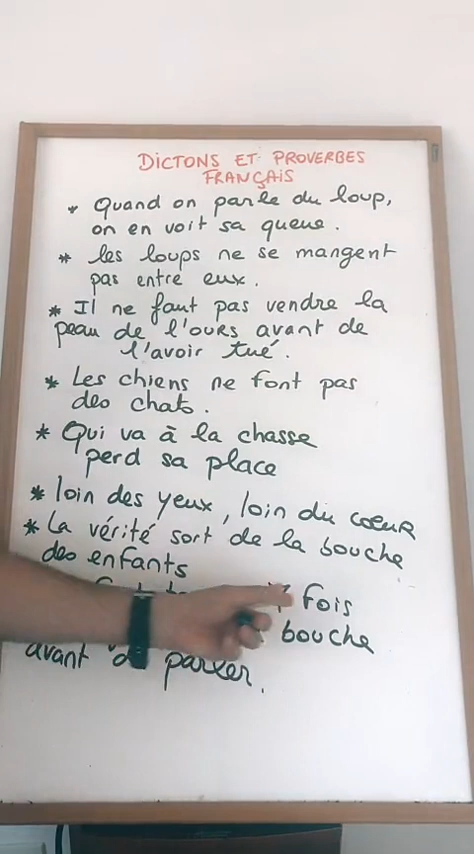 DICTONS ET PROVERBES
FRANÇAIS
* Quand on parle du loup,
on en voit sa queue.
* les loups ne se mangent
pas entre eux.
* Il ne faut pas vendre la
peau de l'ours avant de
l'avoir tué.
* Les chiens ne font pas
des chats.
* Qui va à la chasse
perd sa place
* loin des yeux, loin du coeur
* La vérité sort de la bouche
des enfants
7 fois
bouche
avant parler.